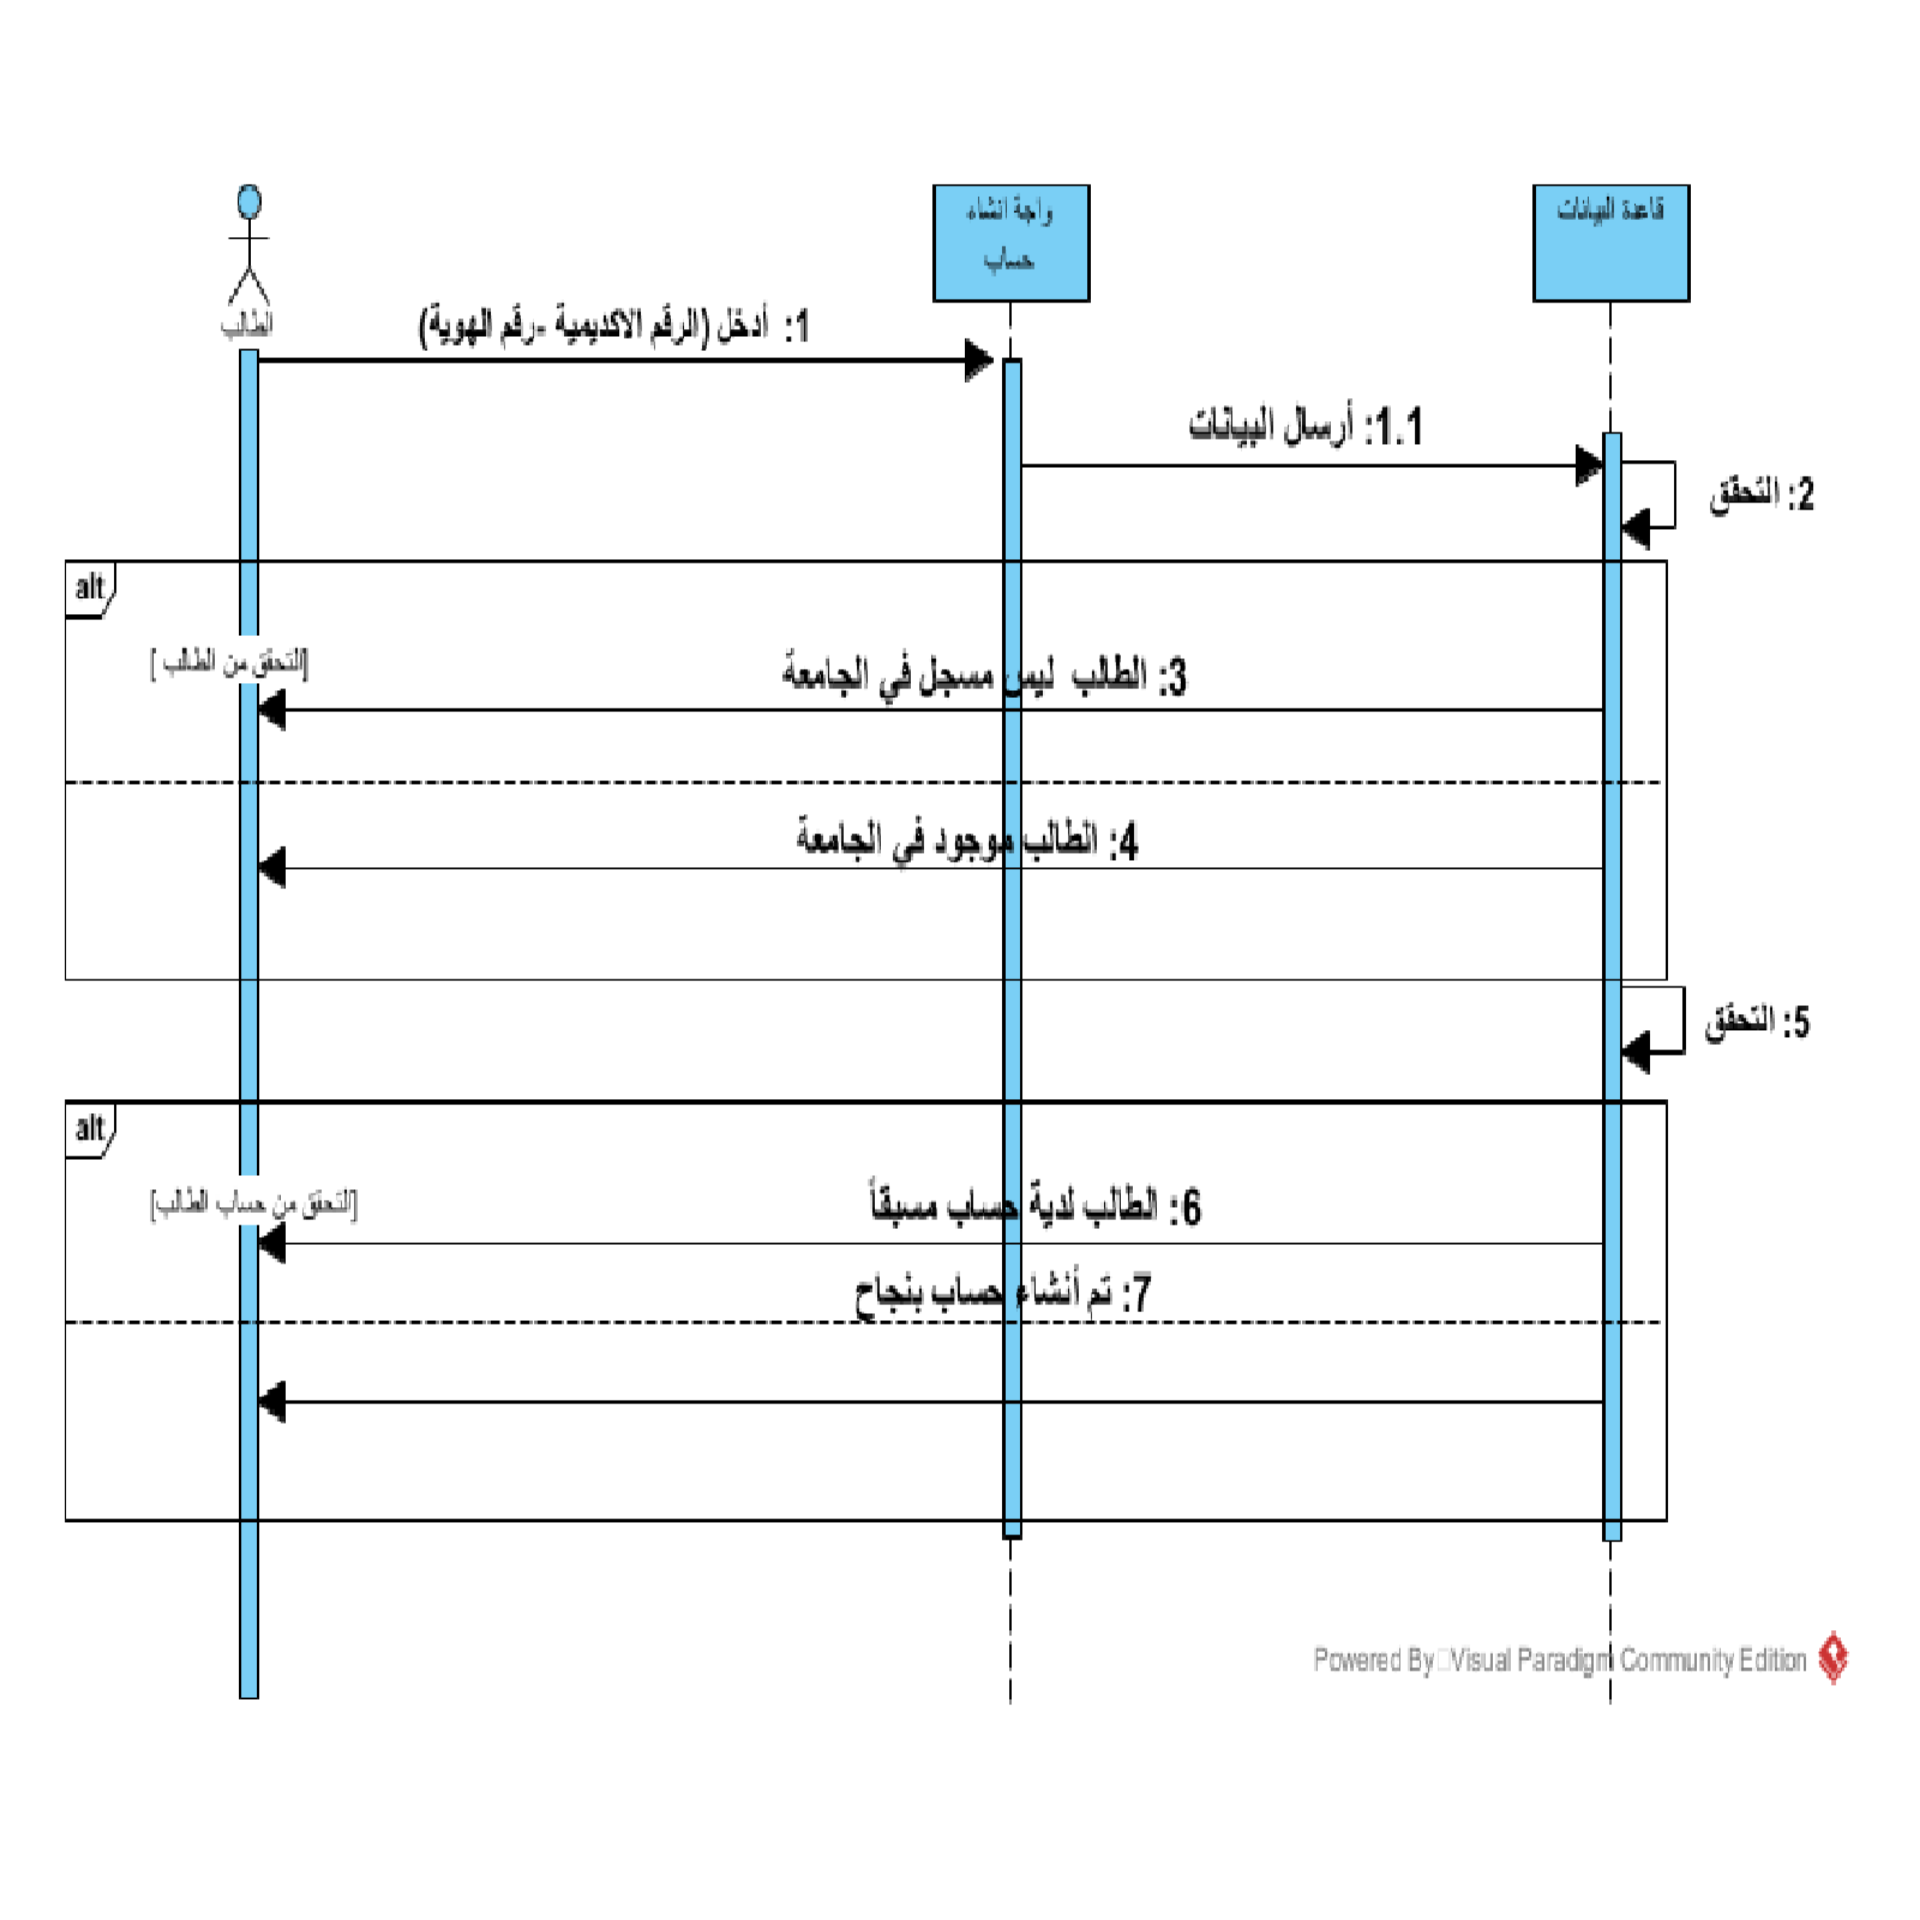 واجة انشاء
حساب
قاعدة البيانات
الطالب
1: أدخل (الرقم الاكديمية -رقم الهوية)
1.1: أرسال البيانات
2: التحقق
alt
[التحقق من الطالب ]
3: الطالب ليس مسجل في الجامعة
4: الطالب موجود في الجامعة
5: التحقق
alt
[التحقق من حساب الطالب]
6: الطالب لدية حساب مسبقاً
7: تم أنشاء حساب بنجاح
Powered By Visual Paradigm Community Edition